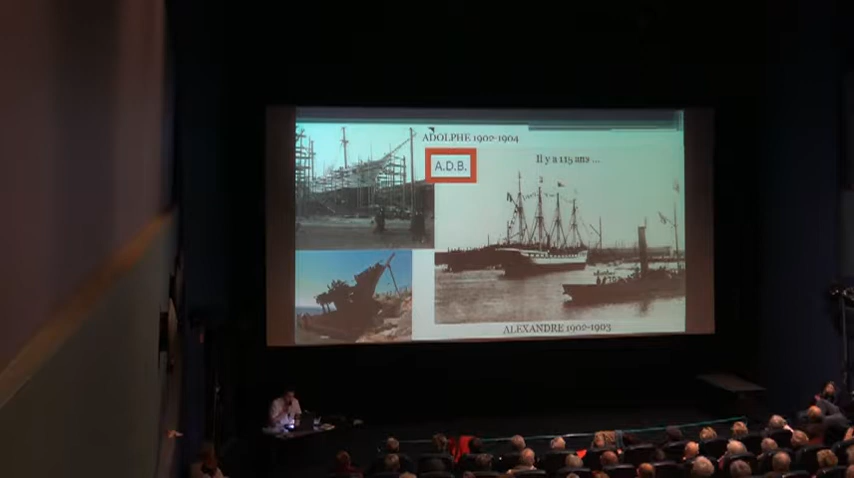 ADOLPHE 1902-1904
A.D.B.
Il y a 115 ans ...
ALEXANDRE 1902-1903